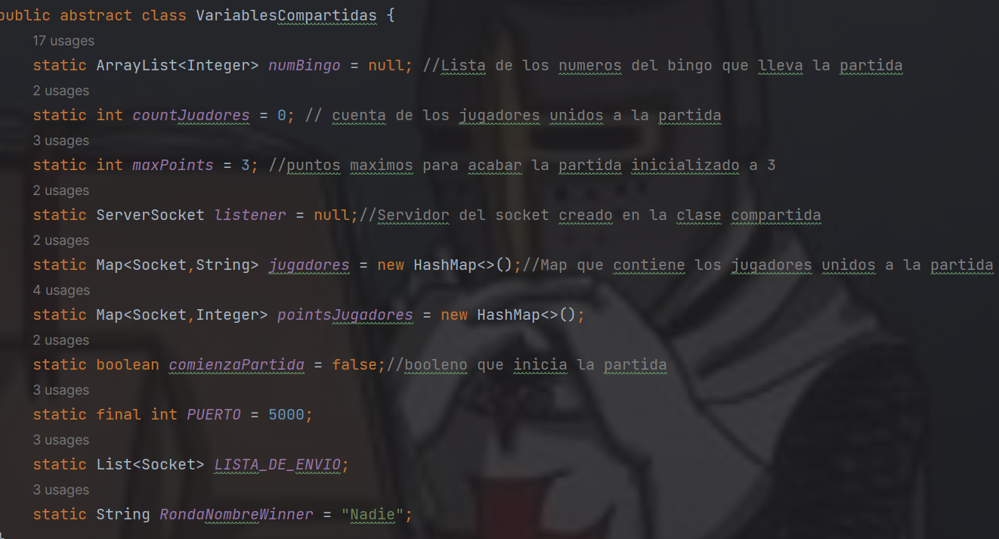 public abstract class VariablesCompartidas {
17 usages
static ArrayList<Integer> numBingo = null; //Lista de los numeros del bingo que lleva la partida
2 usages
static int countJuadores = 0; // cuenta de los jugadores unidos a la partida
3 usages
static int maxPoints = 3; //puntos maximos para acabar la partida inicializado a 3
2 usages
static ServerSocket listener = null;//Servidor del socket creado en la clase compartida
2 usages
static Map<Socket,String> jugadores = new HashMap<>();//Map que contiene los jugadores unidos a la partida
4 usages
static Map<Socket,Integer> pointsJugadores = new HashMap<>();
2 usages
static boolean comienzaPartida = false;//booleno que inicia la partida
3 usages
static final int PUERTO = 5000;
3 usages
static List<Socket> LISTA_DE_ENVIO;
3 usages
static String RondaNombreWinner = "Nadie";
}